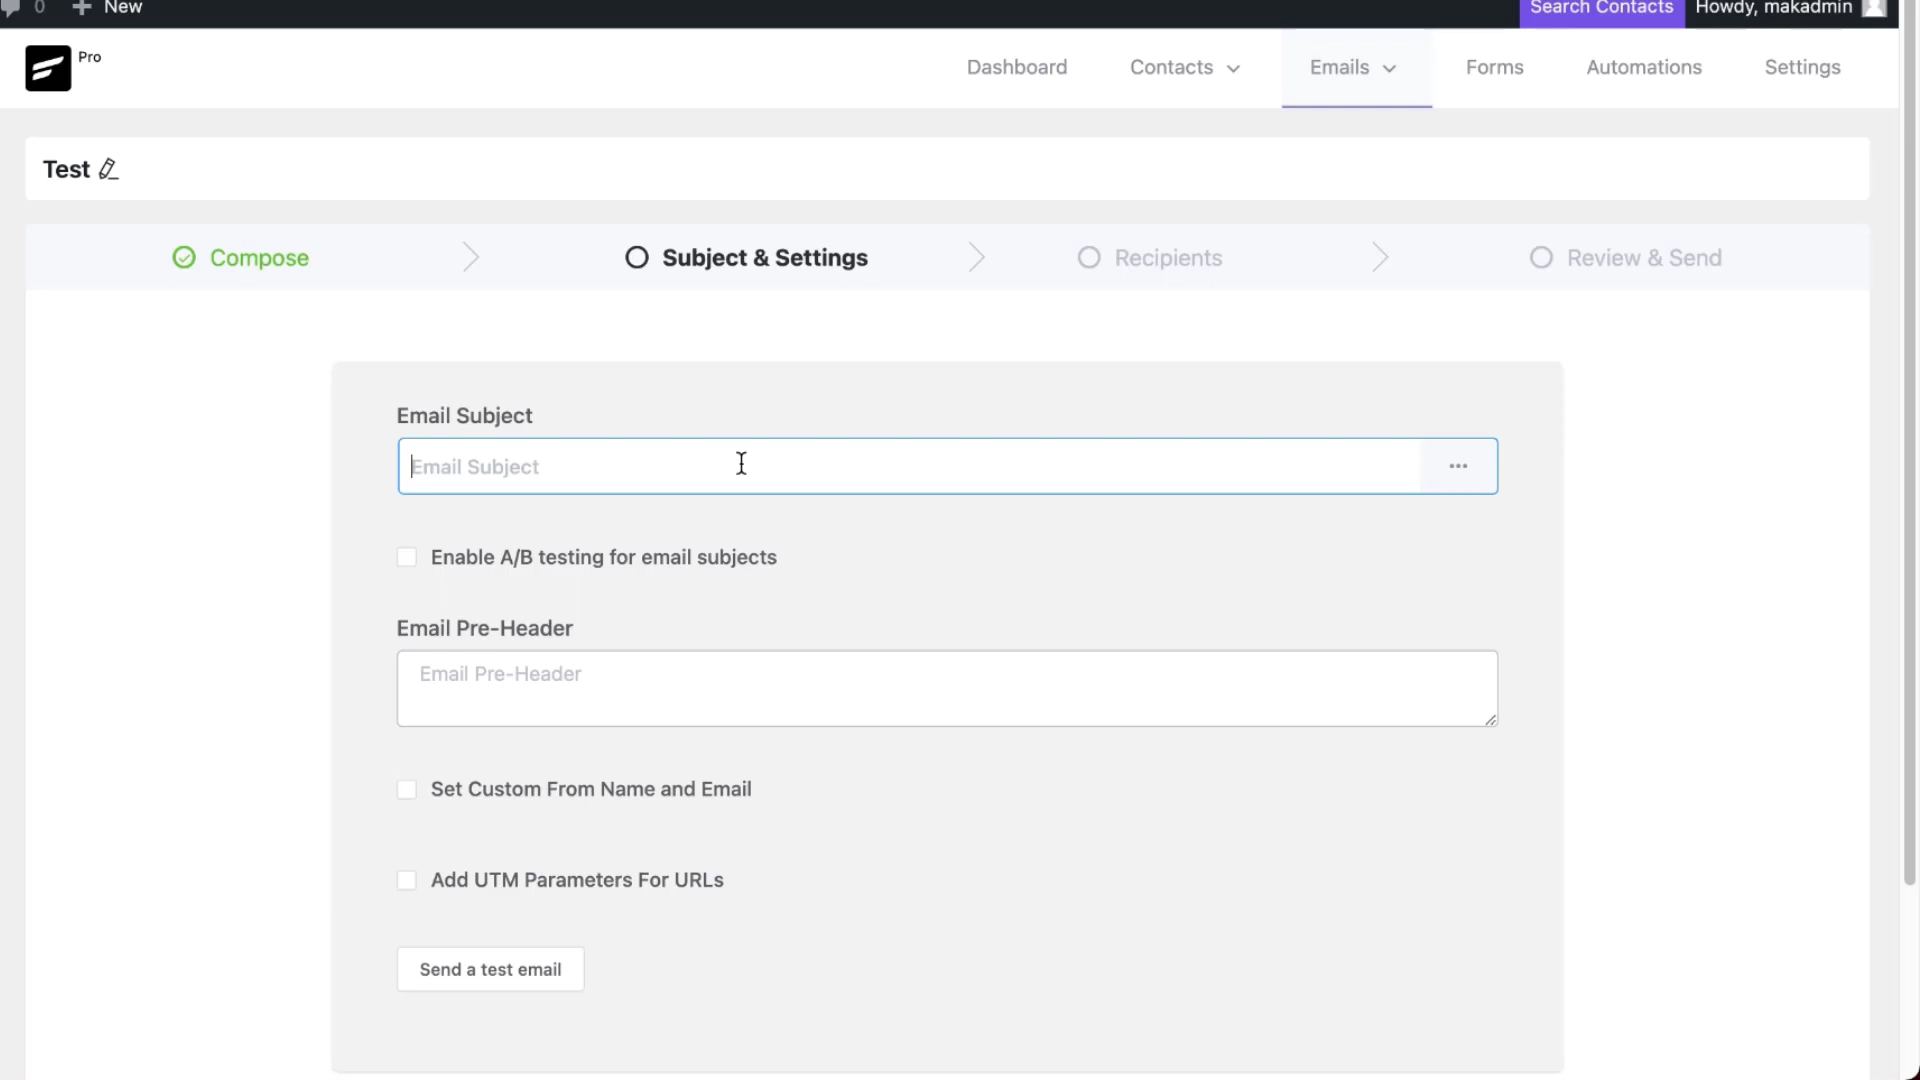 0 New Search Contacts Howdy, makadmin
Pro Dashboard Contacts Emails Forms Automations Settings
Test
Compose Subject & Settings Recipients Review & Send
Email Subject
Email Subject
Enable A/B testing for email subjects
Email Pre-Header
Email Pre-Header
Set Custom From Name and Email
Add UTM Parameters For URLs
Send a test email